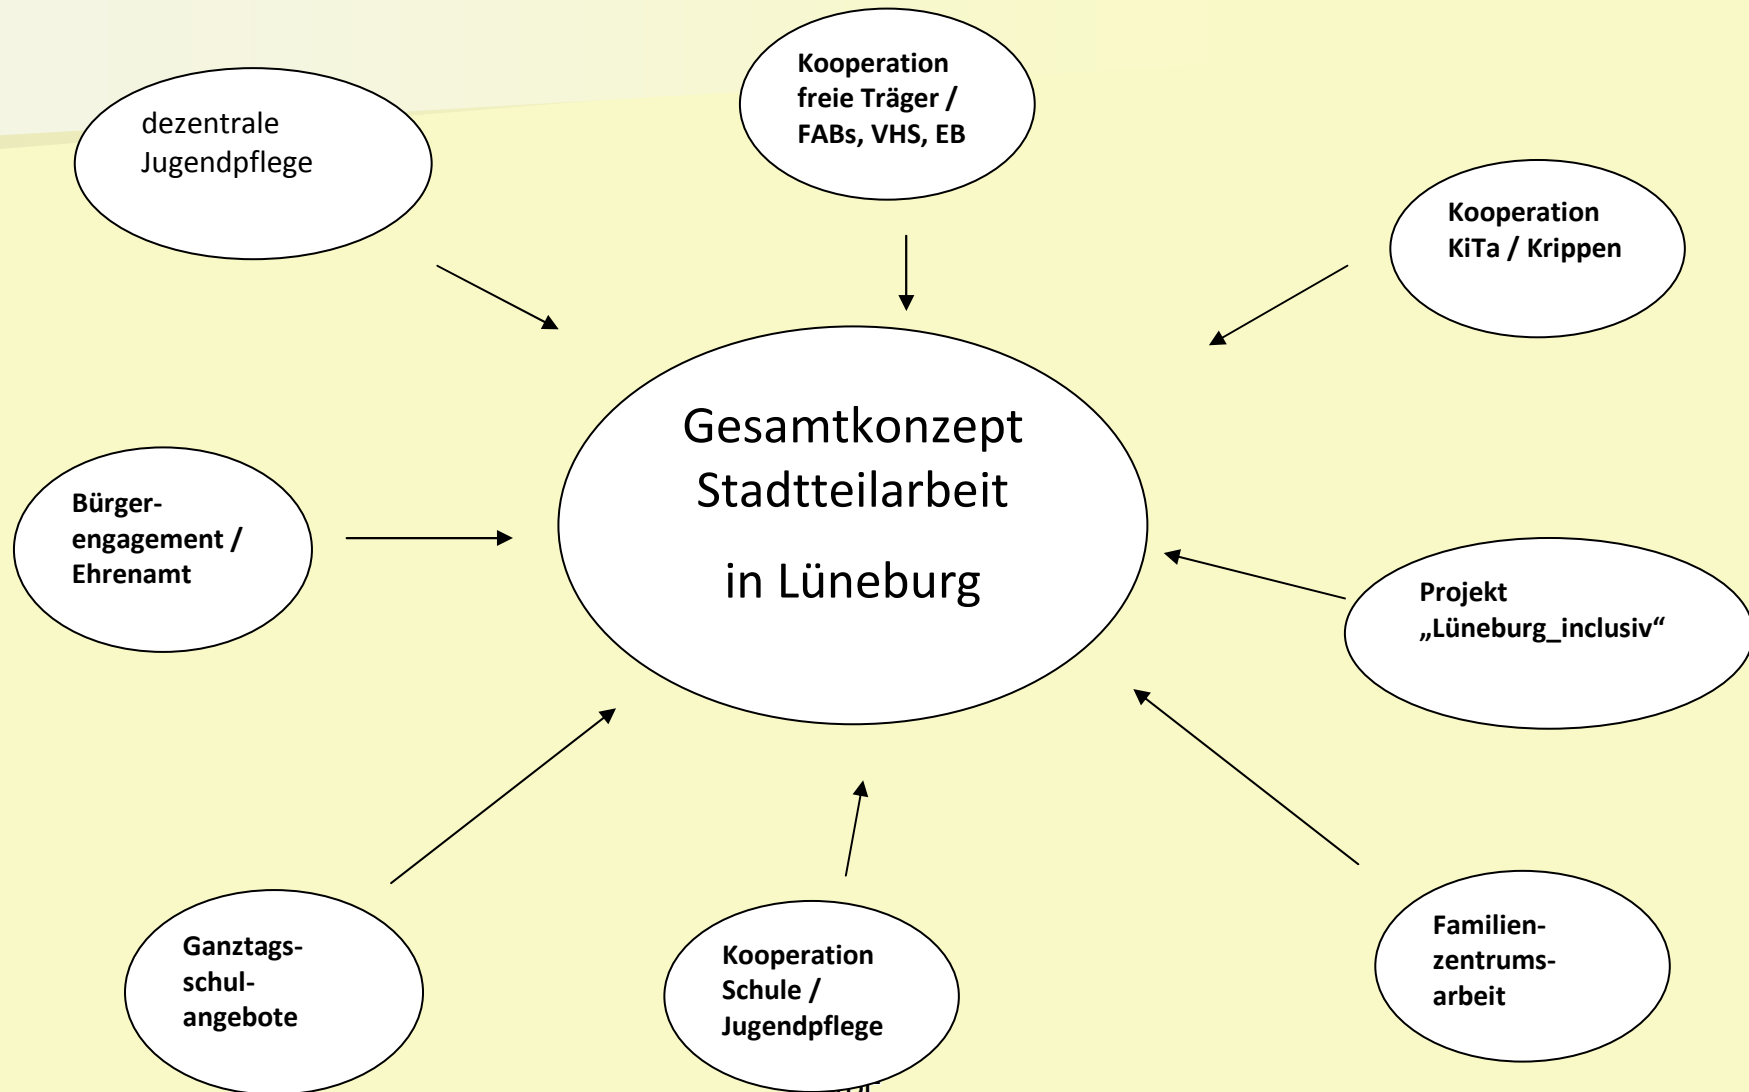 dezentrale
Jugendpflege
Kooperation
freie Träger /
FABs, VHS, EB
Kooperation
KiTa / Krippen
Gesamtkonzept
Stadtteilarbeit
in Lüneburg
Bürger-
engagement /
Ehrenamt
Projekt
„Lüneburg_inclusiv“
Ganztags-
schul-
angebote
Kooperation
Schule /
Jugendpflege
Familien-
zentrums-
arbeit